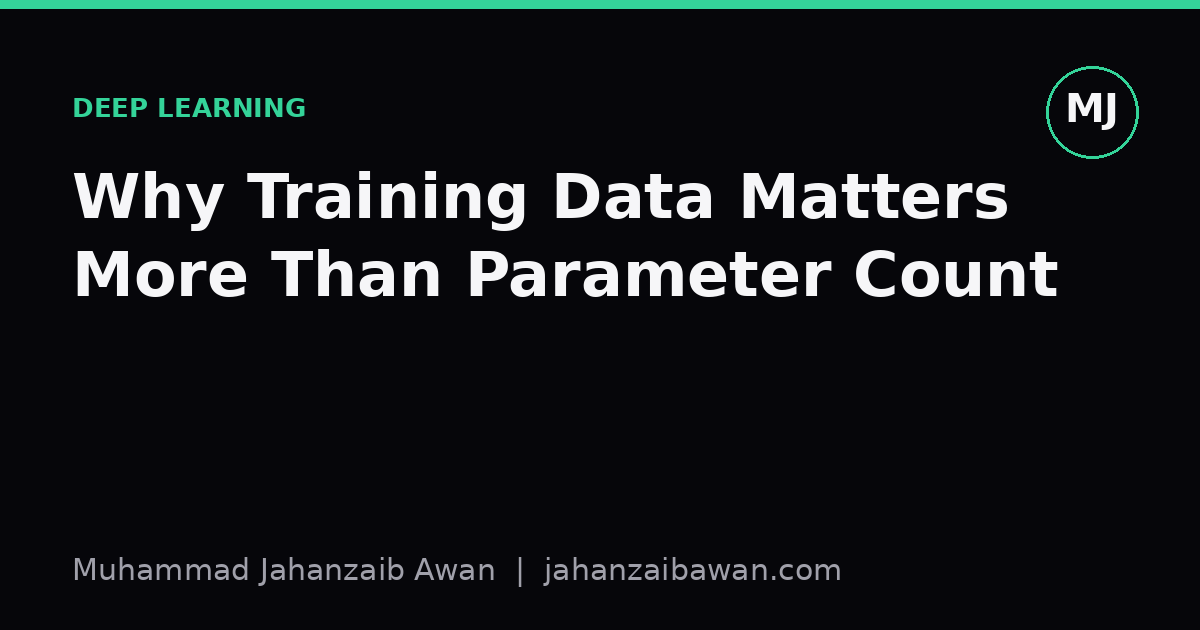 DEEP LEARNING
MJ
Why Training Data Matters
More Than Parameter Count
Muhammad Jahanzaib Awan | jahanzaibawan.com